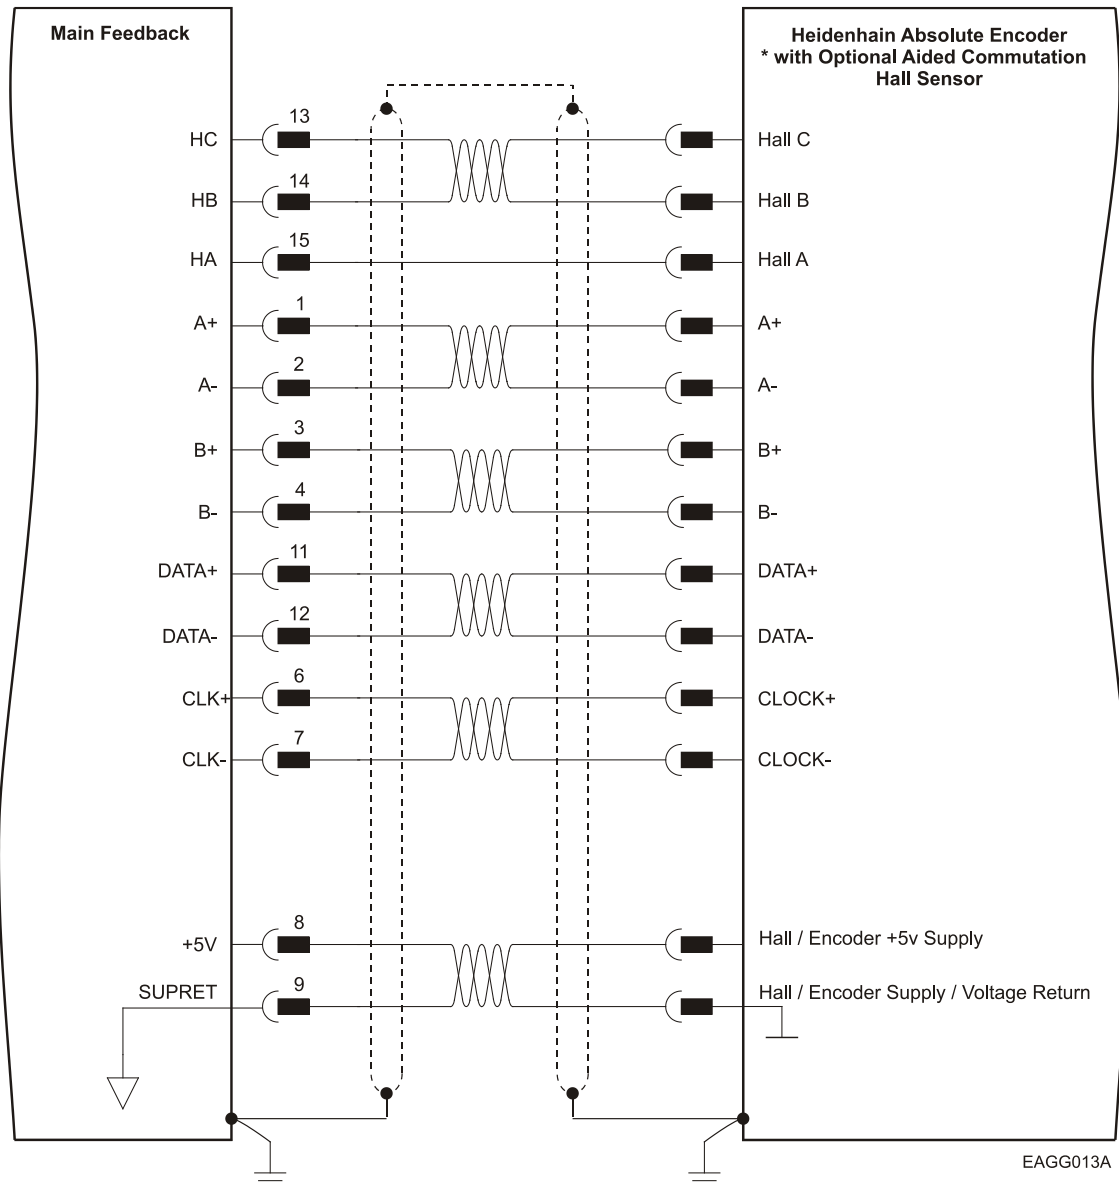 Main Feedback
Heidenhain Absolute Encoder
* with Optional Aided Commutation
Hall Sensor
HC 13 Hall C
HB 14 Hall B
HA 15 Hall A
A+ 1 A+
A- 2 A-
B+ 3 B+
B- 4 B-
DATA+ 11 DATA+
DATA- 12 DATA-
CLK+ 6 CLOCK+
CLK- 7 CLOCK-
+5V 8 Hall / Encoder +5v Supply
SUPRET 9 Hall / Encoder Supply / Voltage Return
EAGG013A